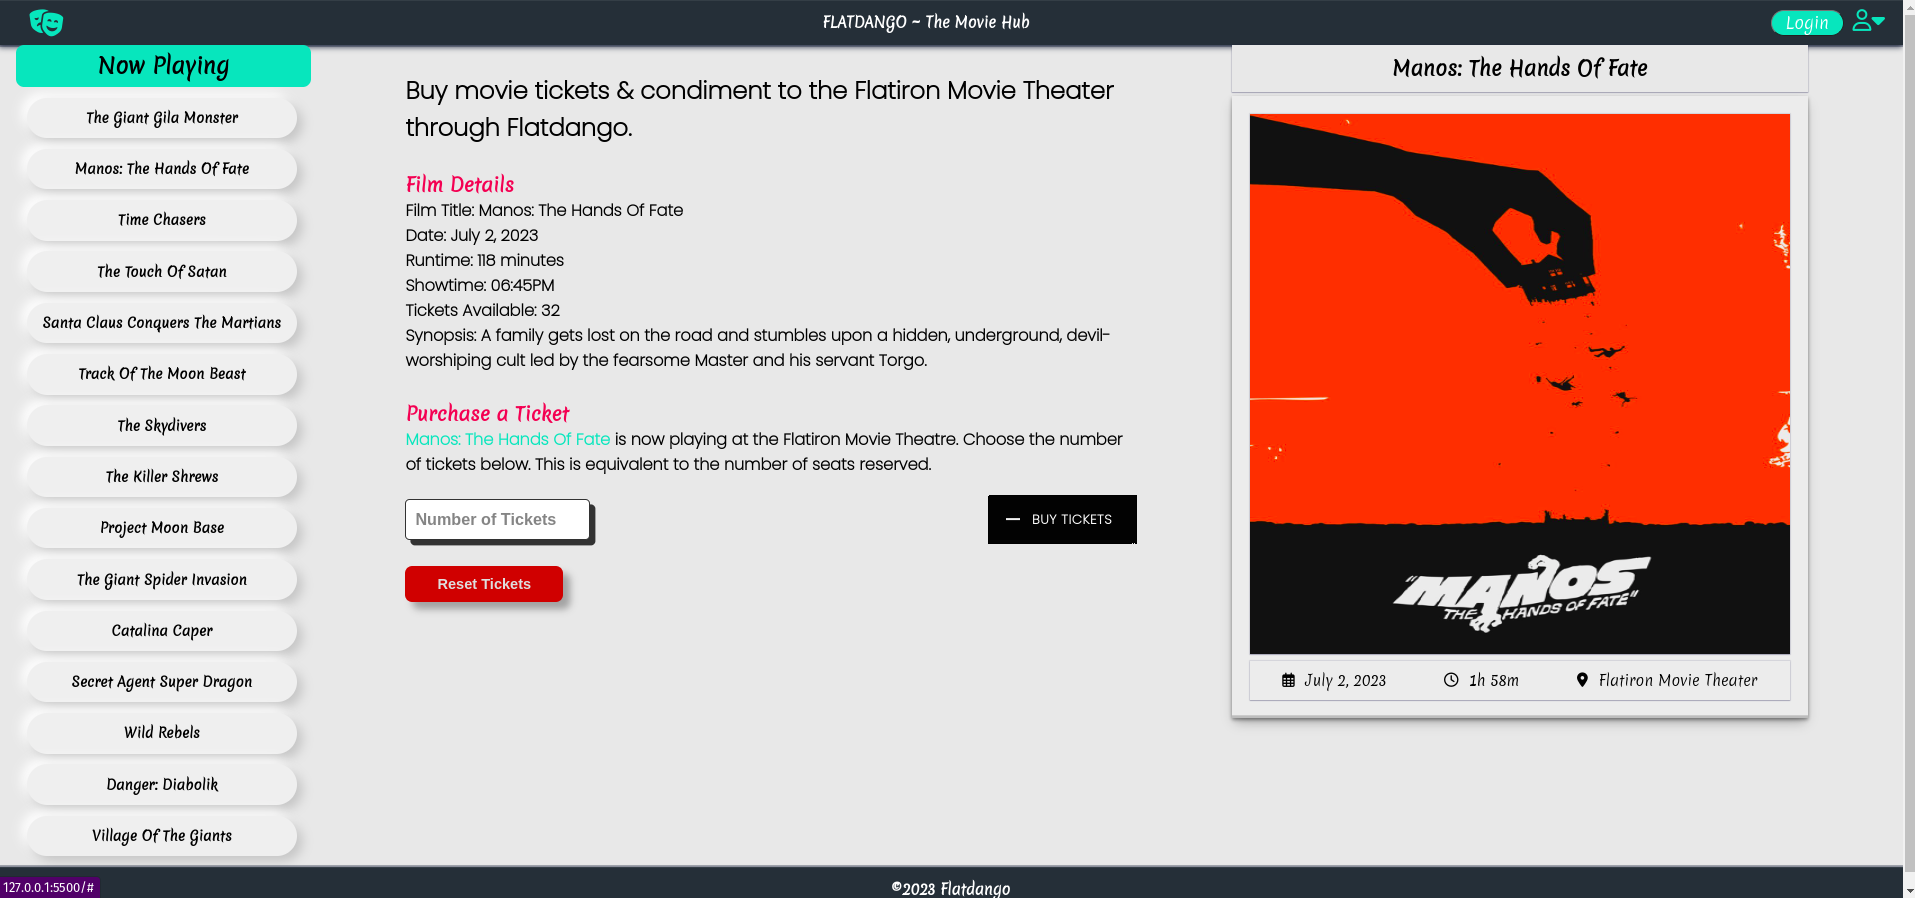 FLATDANGO ~ The Movie Hub
Login
Now Playing
The Giant Gila Monster
Manos: The Hands Of Fate
Time Chasers
The Touch Of Satan
Santa Claus Conquers The Martians
Track Of The Moon Beast
The Skydivers
The Killer Shrews
Project Moon Base
The Giant Spider Invasion
Catalina Caper
Secret Agent Super Dragon
Wild Rebels
Danger: Diabolik
Village Of The Giants
Buy movie tickets & condiment to the Flatiron Movie Theater
through Flatdango.
Film Details
Film Title: Manos: The Hands Of Fate
Date: July 2, 2023
Runtime: 118 minutes
Showtime: 06:45PM
Tickets Available: 32
Synopsis: A family gets lost on the road and stumbles upon a hidden, underground, devil-
worshiping cult led by the fearsome Master and his servant Torgo.
Purchase a Ticket
Manos: The Hands Of Fate is now playing at the Flatiron Movie Theatre. Choose the number
of tickets below. This is equivalent to the number of seats reserved.
Number of Tickets
BUY TICKETS
Reset Tickets
Manos: The Hands Of Fate
"MANOS
THE HANDS OF FATE"
July 2, 2023
1h 58m
Flatiron Movie Theater
©2023 Flatdango
127.0.0.1:5500/#